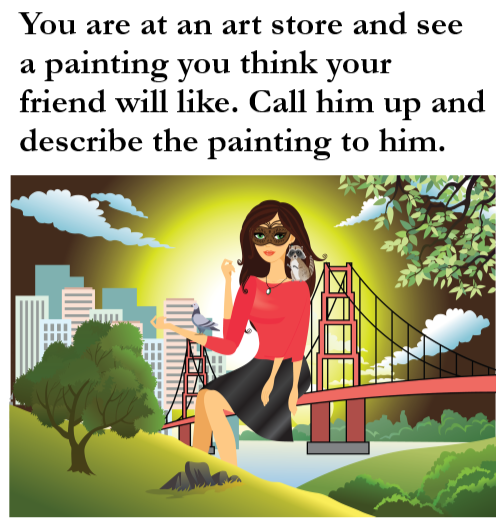 You are at an art store and see
a painting you think your
friend will like. Call him up and
describe the painting to him.